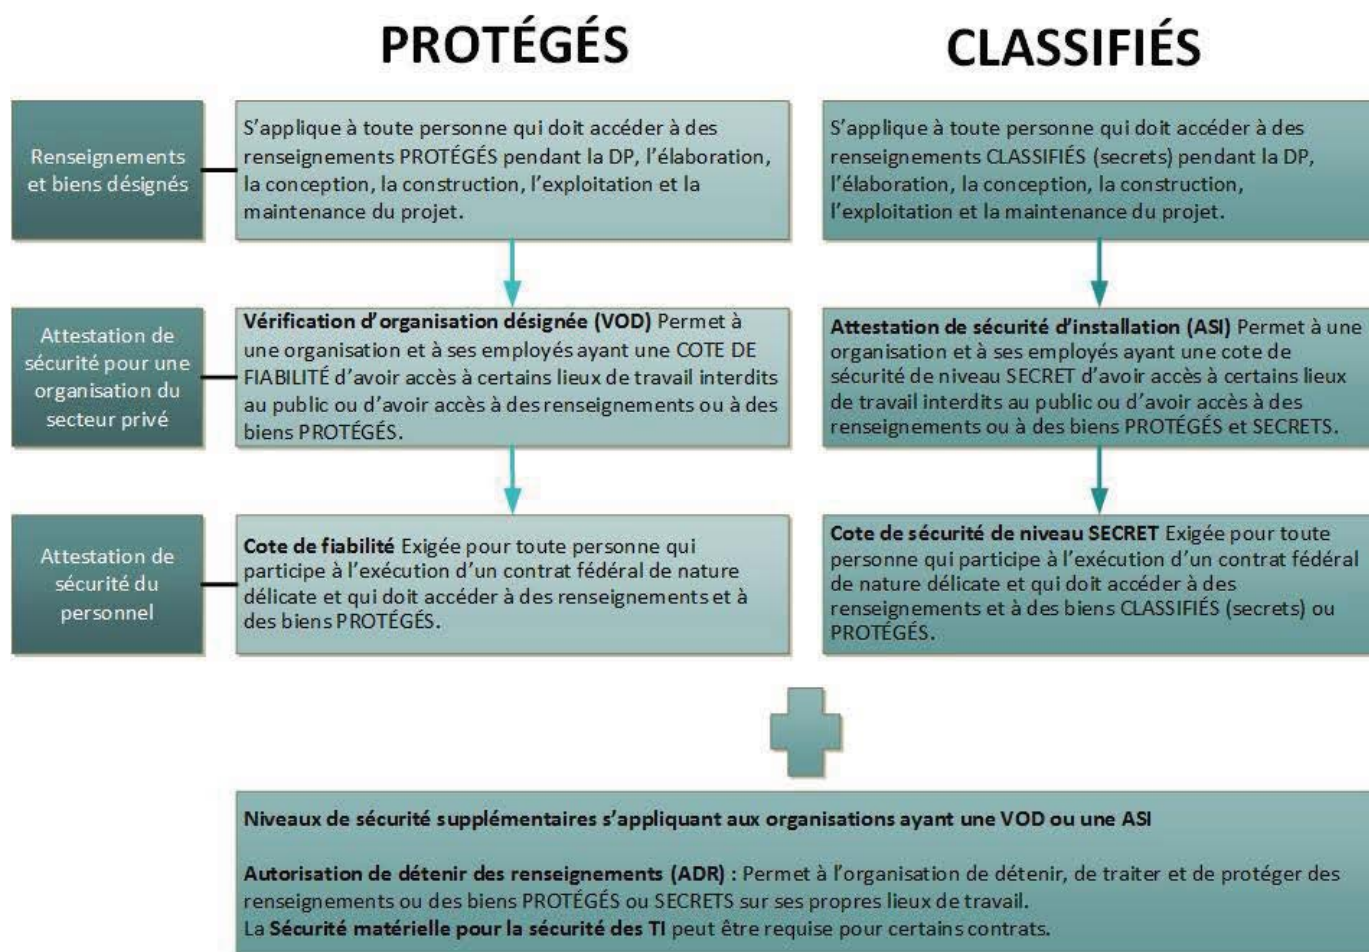 PROTÉGÉS
CLASSIFIÉS
Renseignements
et biens désignés
S'applique à toute personne qui doit accéder à des
renseignements PROTÉGÉS pendant la DP, l'élaboration,
la conception, la construction, l'exploitation et la
maintenance du projet.
S'applique à toute personne qui doit accéder à des
renseignements CLASSIFIÉS (secrets) pendant la DP,
l'élaboration, la conception, la construction,
l'exploitation et la maintenance du projet.
Attestation de
sécurité pour une
organisation du
secteur privé
Vérification d'organisation désignée (VOD) Permet à
une organisation et à ses employés ayant une COTE DE
FIABILITÉ d'avoir accès à certains lieux de travail interdits
au public ou d'avoir accès à des renseignements ou à des
biens PROTÉGÉS.
Attestation de sécurité d'installation (ASI) Permet à une
organisation et à ses employés ayant une cote de
sécurité de niveau SECRET d'avoir accès à certains lieux
de travail interdits au public ou d'avoir accès à des
renseignements ou à des biens PROTÉGÉS et SECRETS.
Attestation de
sécurité du
personnel
Cote de fiabilité Exigée pour toute personne qui
participe à l'exécution d'un contrat fédéral de nature
délicate et qui doit accéder à des renseignements et à
des biens PROTÉGÉS.
Cote de sécurité de niveau SECRET Exigée pour toute
personne qui participe à l'exécution d'un contrat fédéral
de nature délicate et qui doit accéder à des
renseignements et à des biens CLASSIFIÉS (secrets) ou
PROTÉGÉS.
Niveaux de sécurité supplémentaires s'appliquant aux organisations ayant une VOD ou une ASI
Autorisation de détenir des renseignements (ADR) : Permet à l'organisation de détenir, de traiter et de protéger des
renseignements ou des biens PROTÉGÉS ou SECRETS sur ses propres lieux de travail.
La Sécurité matérielle pour la sécurité des TI peut être requise pour certains contrats.